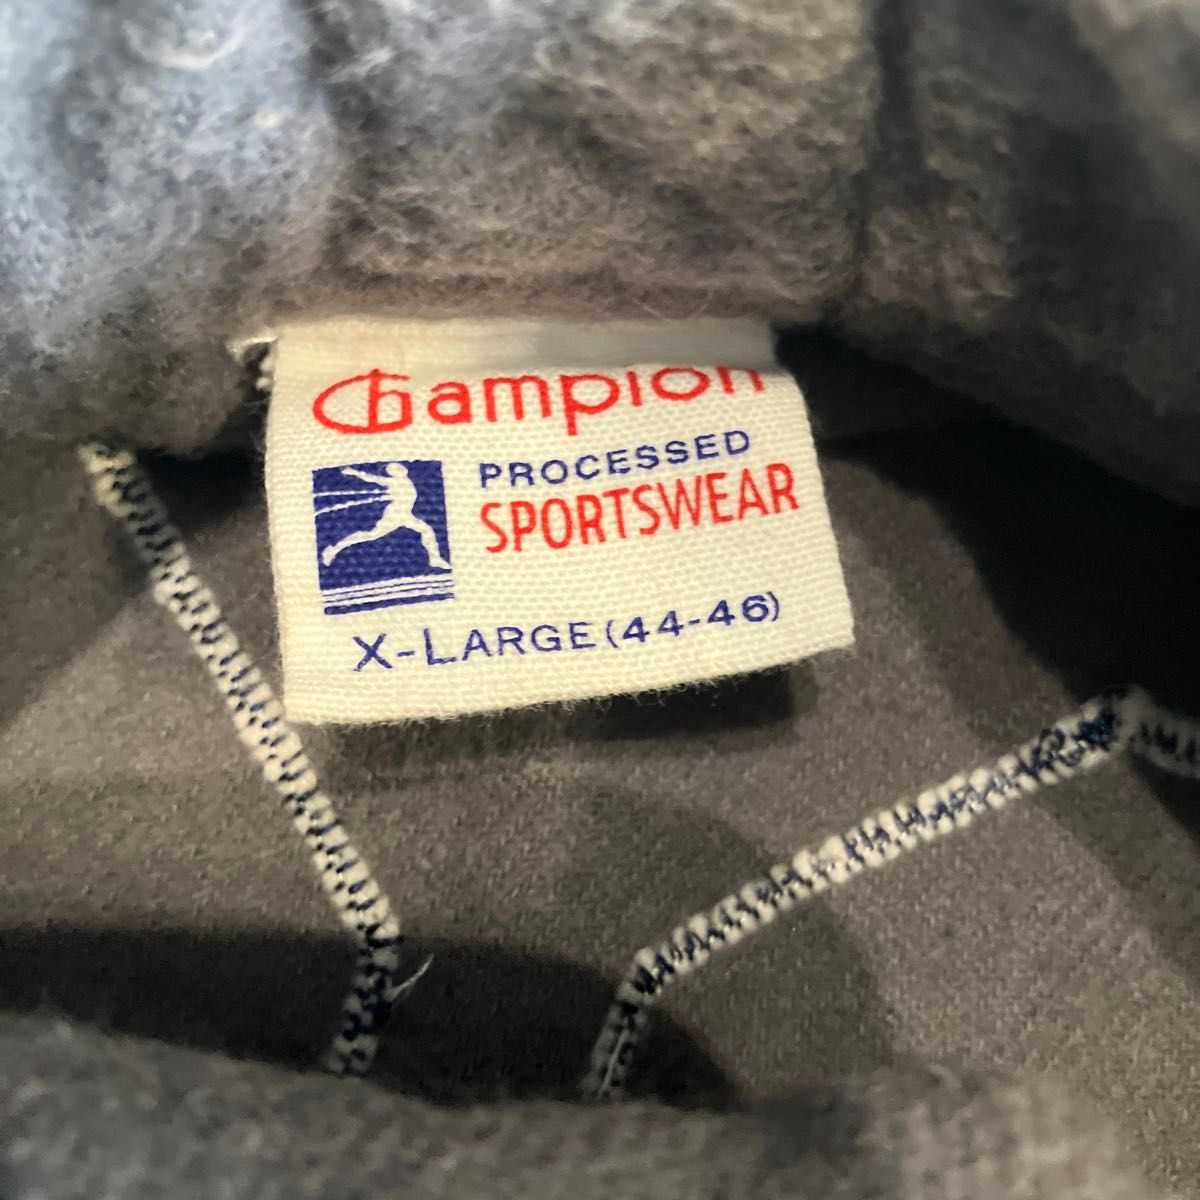 Champion
PROCESSED
SPORTSWEAR
X-LARGE (44-46)